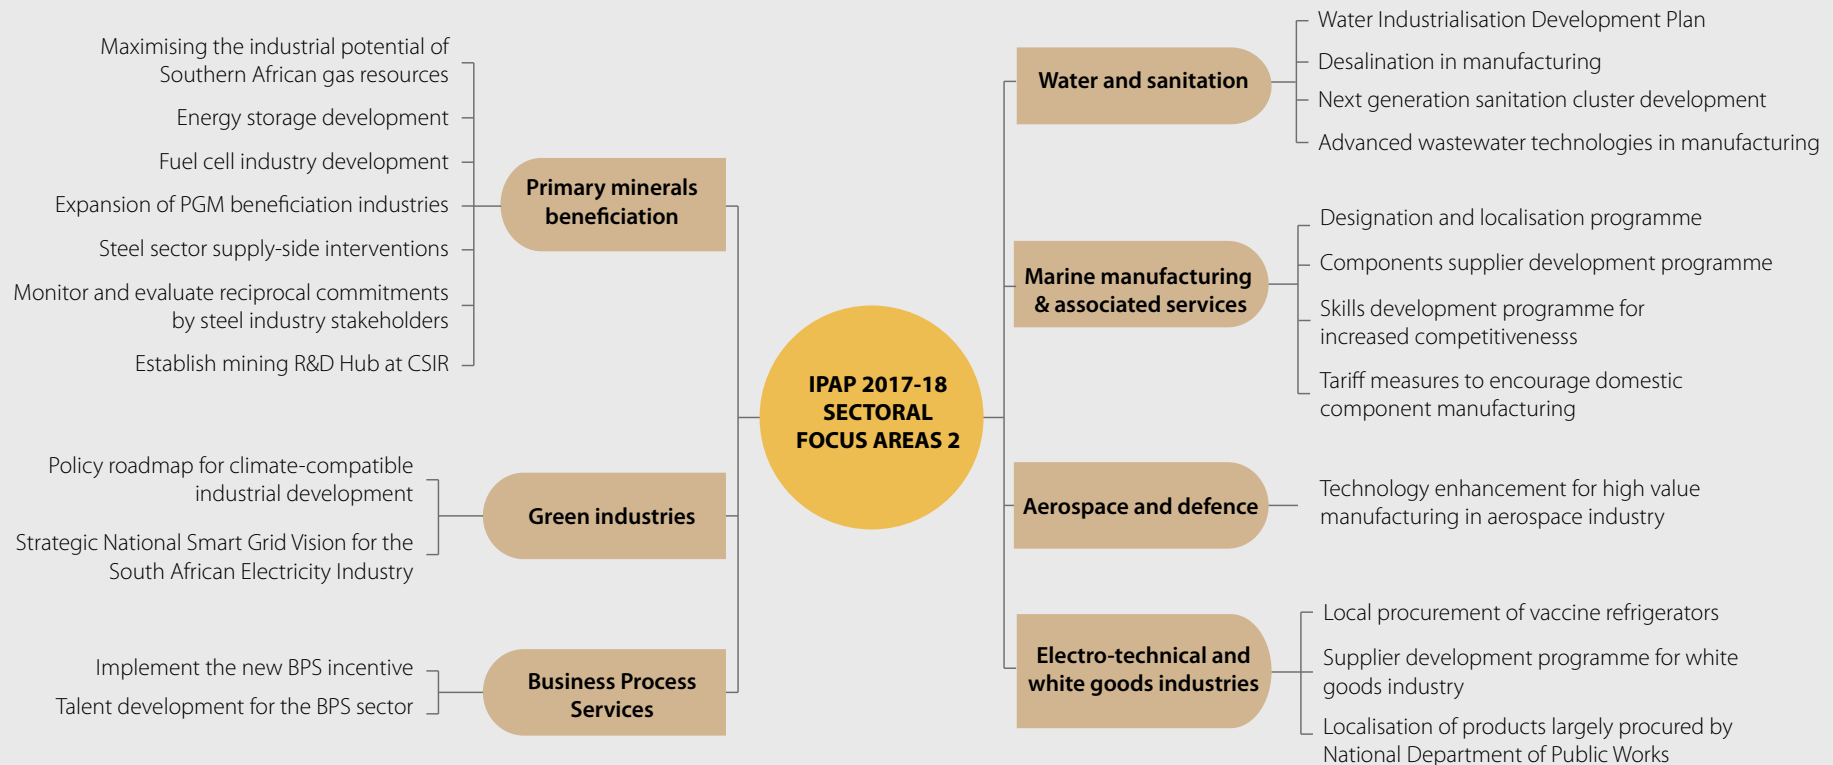 Maximising the industrial potential of
Southern African gas resources
Energy storage development
Fuel cell industry development
Expansion of PGM beneficiation industries
Steel sector supply-side interventions
Monitor and evaluate reciprocal commitments
by steel industry stakeholders
Establish mining R&D Hub at CSIR
Primary minerals
beneficiation
Policy roadmap for climate-compatible
industrial development
Strategic National Smart Grid Vision for the
South African Electricity Industry
Green industries
Implement the new BPS incentive
Talent development for the BPS sector
Business Process
Services
IPAP 2017-18
SECTORAL
FOCUS AREAS 2
Water and sanitation
Water Industrialisation Development Plan
Desalination in manufacturing
Next generation sanitation cluster development
Advanced wastewater technologies in manufacturing
Marine manufacturing
& associated services
Designation and localisation programme
Components supplier development programme
Skills development programme for
increased competitivenesss
Tariff measures to encourage domestic
component manufacturing
Aerospace and defence
Technology enhancement for high value
manufacturing in aerospace industry
Electro-technical and
white goods industries
Local procurement of vaccine refrigerators
Supplier development programme for white
goods industry
Localisation of products largely procured by
National Department of Public Works